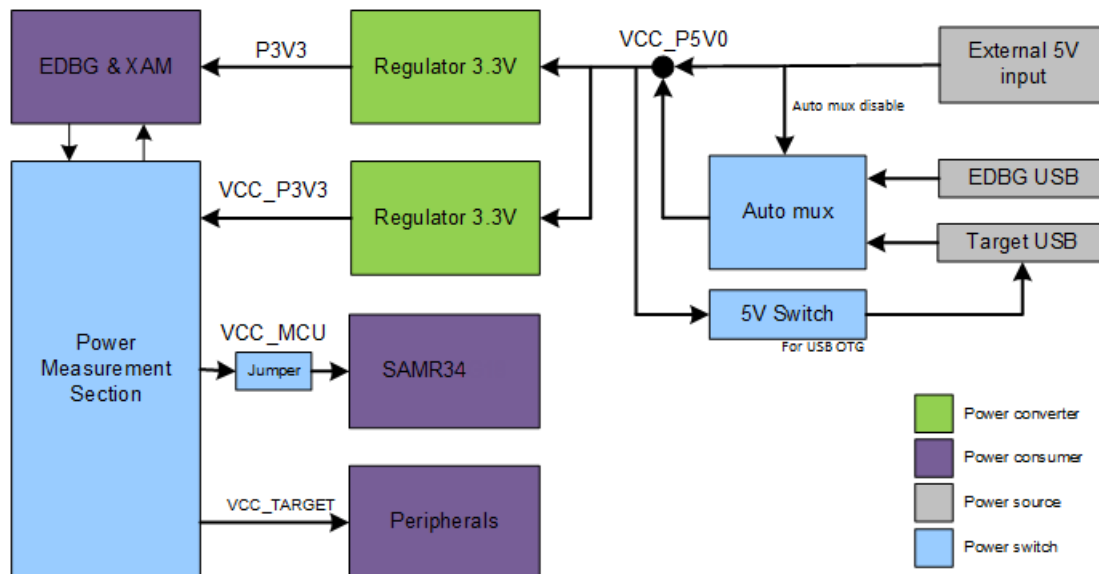 EDBG & XAM
P3V3
Regulator 3.3V
VCC_P5V0
External 5V
input
Auto mux disable
VCC_P3V3
Regulator 3.3V
Auto mux
EDBG USB
Target USB
5V Switch
For USB OTG
Power
Measurement
Section
VCC_MCU
Jumper
SAMR34
VCC_TARGET
Peripherals
Power converter
Power consumer
Power source
Power switch